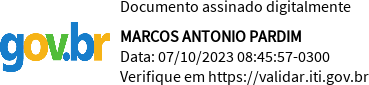 Documento assinado digitalmente
gov.br
MARCOS ANTONIO PARDIM
Data: 07/10/2023 08:45:57-0300
Verifique em https://validar.iti.gov.br